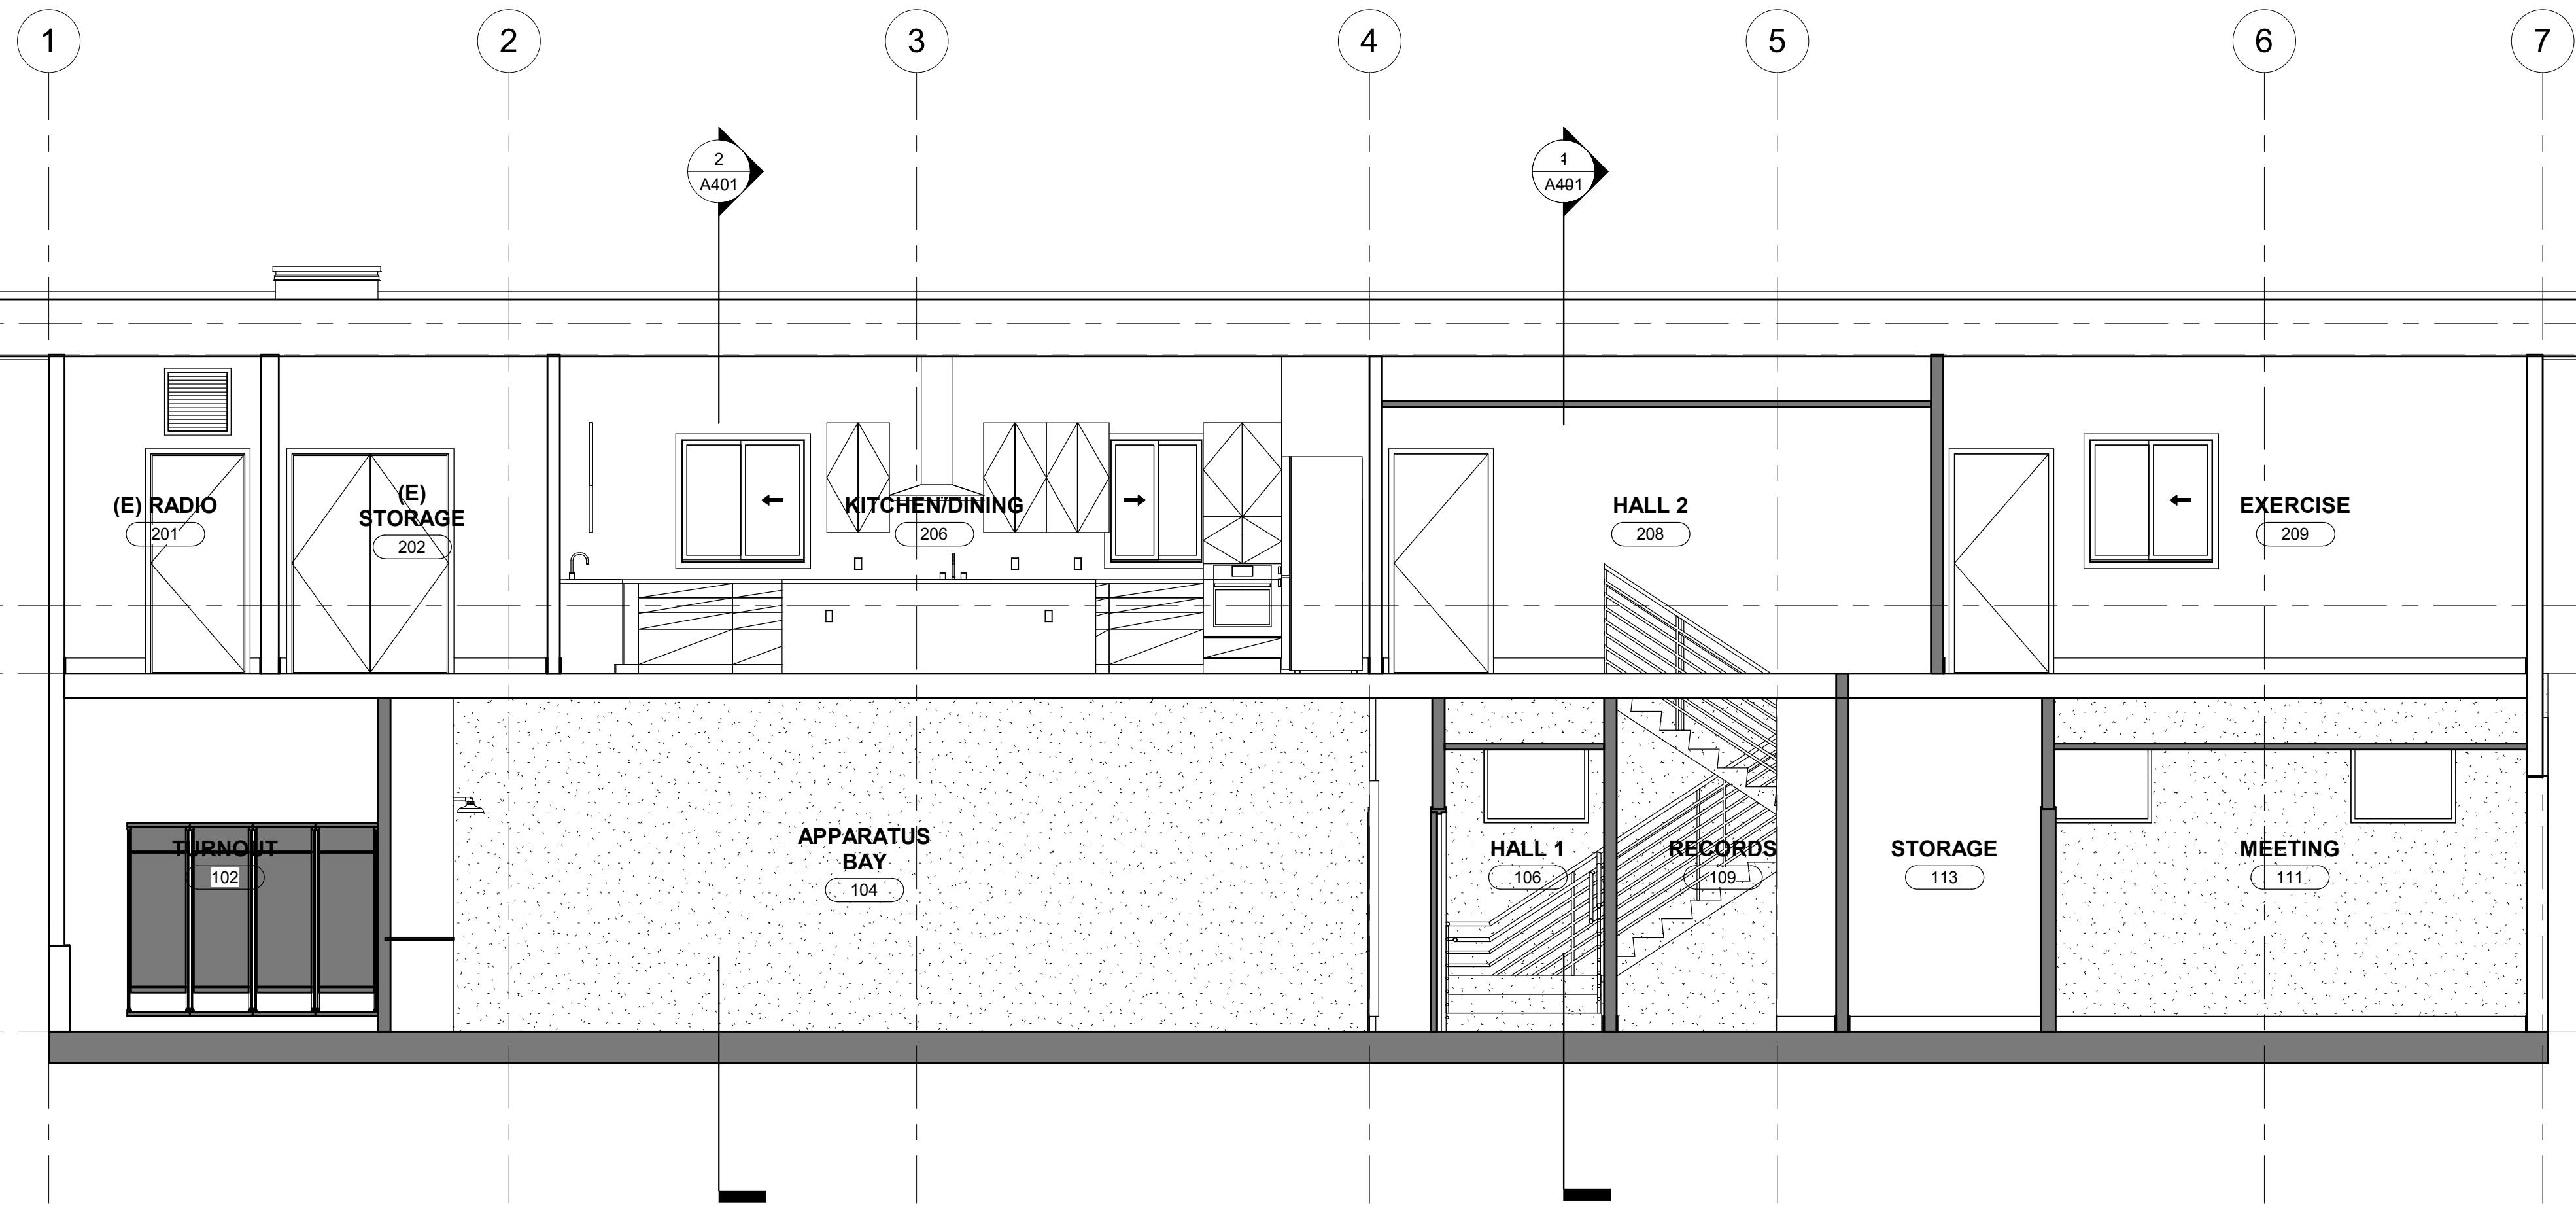 1
2
3
4
5
6
7
2
A401
1
A401
(E) RADIO
201
(E)
STORAGE
202
KITCHEN/DINING
206
HALL 2
208
EXERCISE
209
TURNOUT
102
APPARATUS
BAY
104
HALL 1
106
RECORDS
109
STORAGE
113
MEETING
111